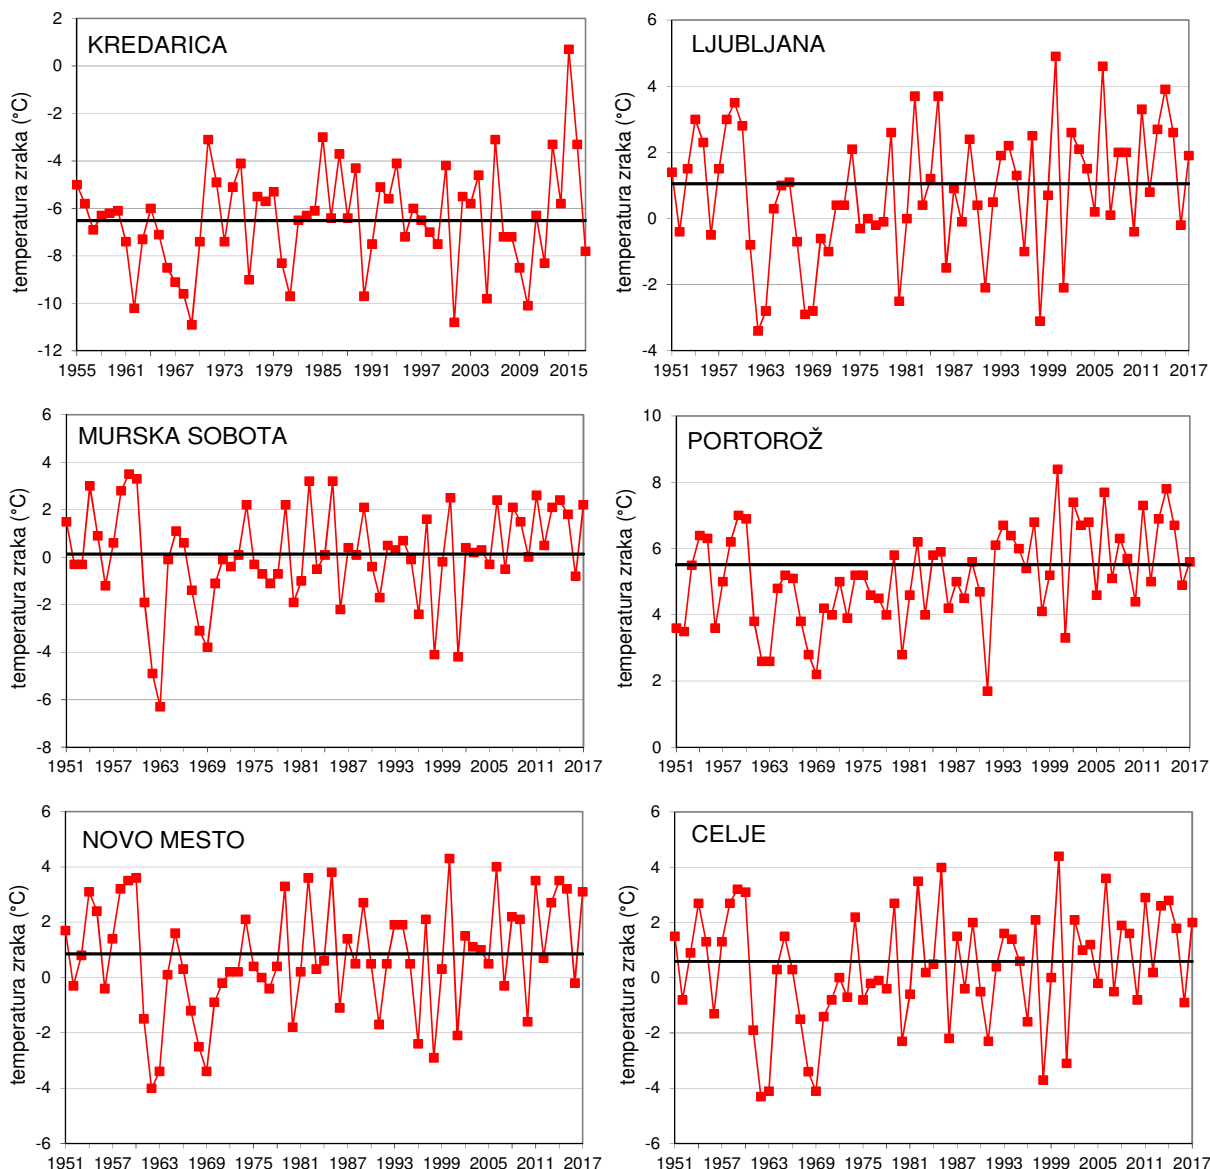 KREDARICA
temperatura zraka (°C)
2
0
-2
-4
-6
-8
-10
-12
1955 1961 1967 1973 1979 1985 1991 1997 2003 2009 2015
LJUBLJANA
temperatura zraka (°C)
6
4
2
0
-2
-4
1951 1957 1963 1969 1975 1981 1987 1993 1999 2005 2011 2017
MURSKA SOBOTA
temperatura zraka (°C)
6
4
2
0
-2
-4
-6
-8
1951 1957 1963 1969 1975 1981 1987 1993 1999 2005 2011 2017
PORTOROŽ
temperatura zraka (°C)
10
8
6
4
2
0
1951 1957 1963 1969 1975 1981 1987 1993 1999 2005 2011 2017
NOVO MESTO
temperatura zraka (°C)
6
4
2
0
-2
-4
-6
1951 1957 1963 1969 1975 1981 1987 1993 1999 2005 2011 2017
CELJE
temperatura zraka (°C)
6
4
2
0
-2
-4
-6
1951 1957 1963 1969 1975 1981 1987 1993 1999 2005 2011 2017